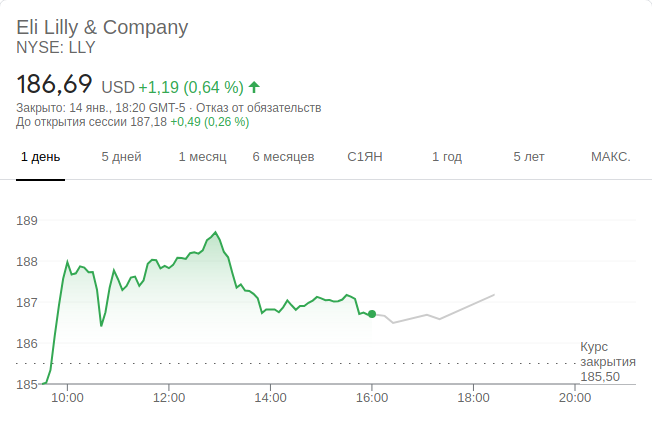 Eli Lilly & Company
NYSE: LLY
186,69 USD +1,19 (0,64 %)
Закрыто: 14 янв., 18:20 GMT-5 · Отказ от обязательств
До открытия сессии 187,18 +0,49 (0,26 %)
1 день 5 дней 1 месяц 6 месяцев С1ЯН 1 год 5 лет МАКС.
189
188
187
186
Курс
закрытия
185,50
185
10:00 12:00 14:00 16:00 18:00 20:00